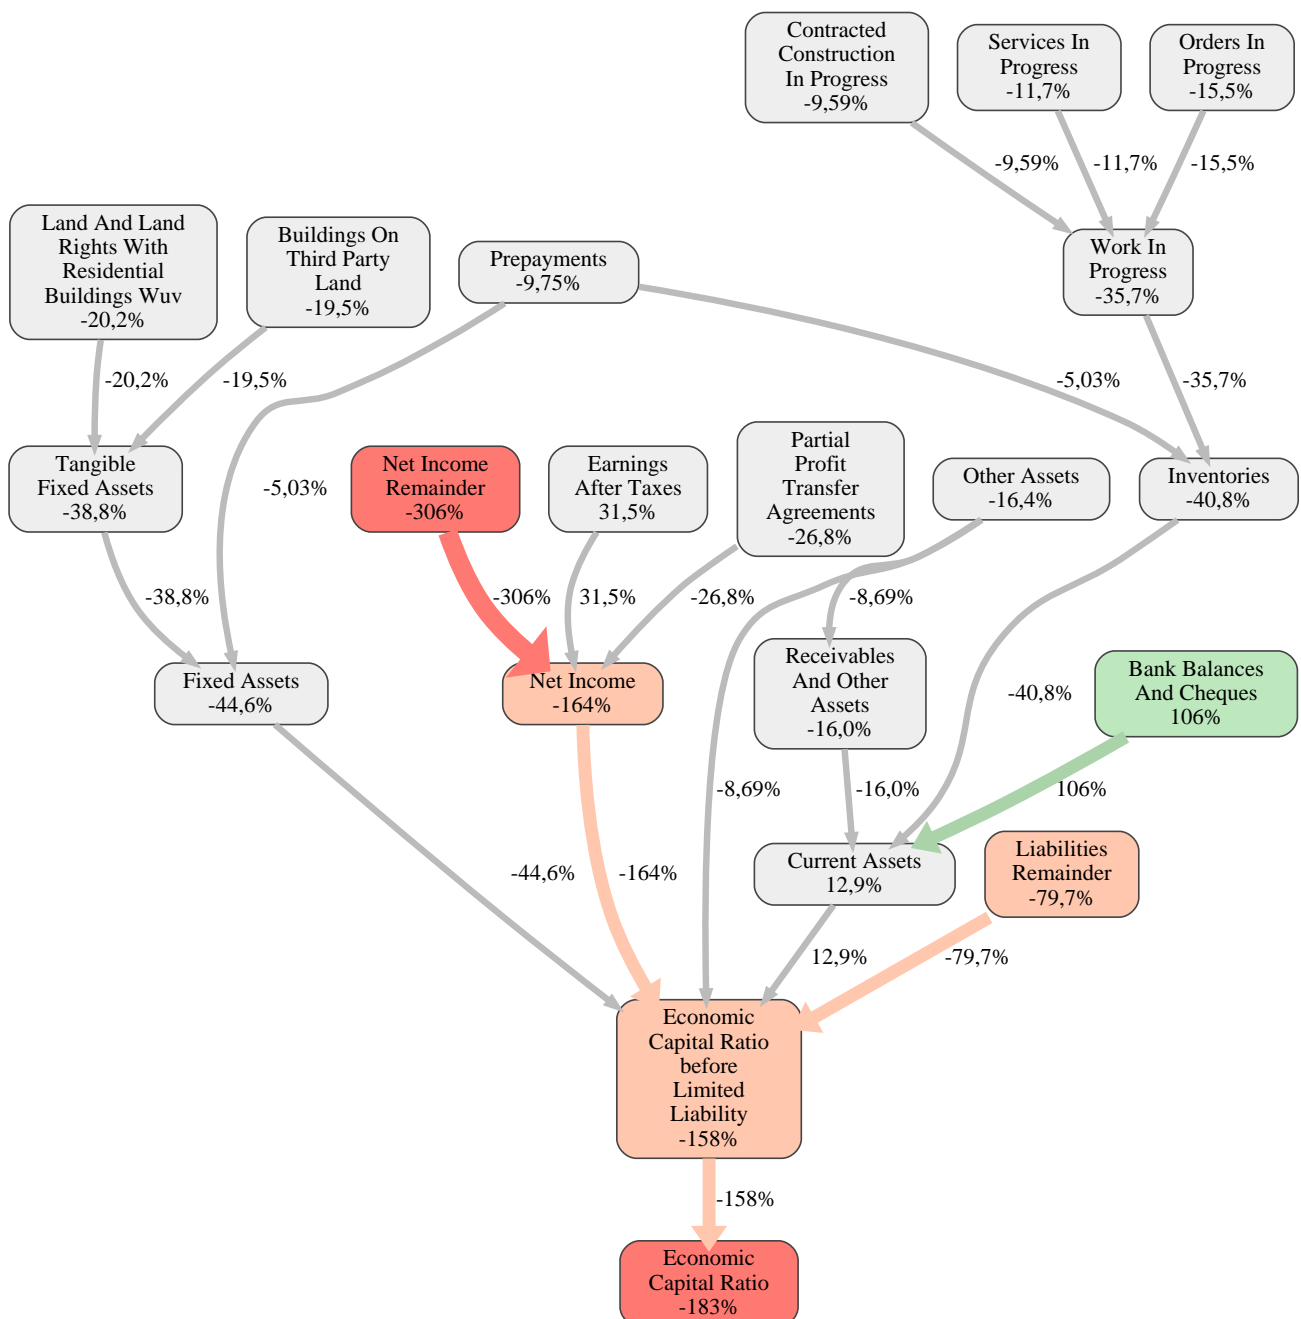 Contracted
Construction
In Progress
-9,59%
Services In
Progress
-11,7%
Orders In
Progress
-15,5%
-9,59%
-11,7%
-15,5%
Land And Land
Rights With
Residential
Buildings Wuv
-20,2%
Buildings On
Third Party
Land
-19,5%
Prepayments
-9,75%
Work In
Progress
-35,7%
-20,2%
-19,5%
-5,03%
-35,7%
Tangible
Fixed Assets
-38,8%
-5,03%
Net Income
Remainder
-306%
Earnings
After Taxes
31,5%
Partial
Profit
Transfer
Agreements
-26,8%
Other Assets
-16,4%
Inventories
-40,8%
-38,8%
-306%
31,5%
-26,8%
-8,69%
Fixed Assets
-44,6%
Net Income
-164%
Receivables
And Other
Assets
-16,0%
-40,8%
Bank Balances
And Cheques
106%
-8,69%
-16,0%
106%
-44,6%
-164%
Current Assets
12,9%
Liabilities
Remainder
-79,7%
12,9%
-79,7%
Economic
Capital Ratio
before
Limited
Liability
-158%
-158%
Economic
Capital Ratio
-183%